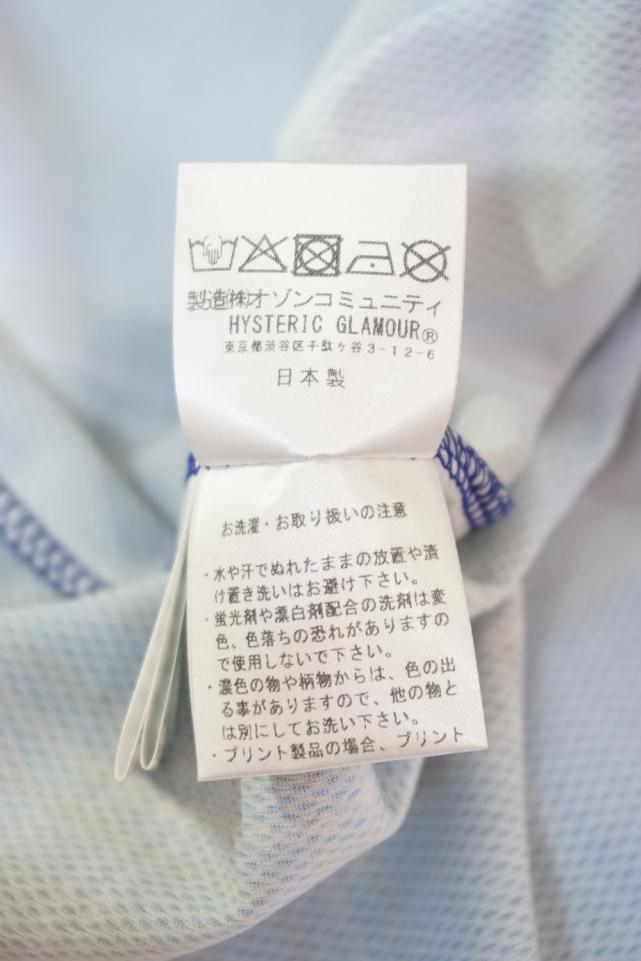 製造㈱オゾンコミュニティ
HYSTERIC GLAMOUR®
東京都渋谷区千駄ヶ谷3-12-6
日本製
お洗濯・お取り扱いの注意
・水や汗でぬれたままの放置や漬
け置き洗いはお避け下さい。
・蛍光剤や漂白剤配合の洗剤は変
色、色落ちの恐れがありますの
で使用しないで下さい。
・濃色の物や柄物からは、色の出
る事がありますので、他の物と
は別にしてお洗い下さい。
・プリント製品の場合、プリント